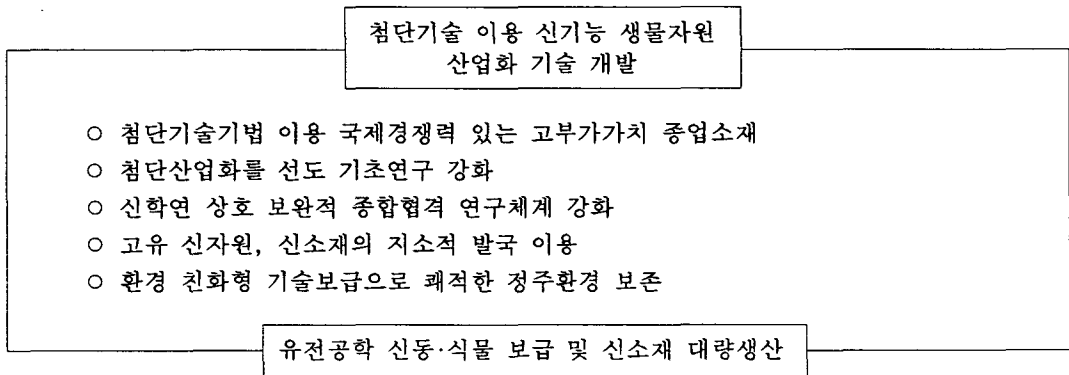 첨단기술 이용 신기능 생물자원
산업화 기술 개발
○ 첨단기술기법 이용 국제경쟁력 있는 고부가가치 종업소재
○ 첨단산업화를 선도 기초연구 강화
○ 신학연 상호 보완적 종합협격 연구체계 강화
○ 고유 신자원, 신소재의 지소적 발국 이용
○ 환경 친화형 기술보급으로 쾌적한 정주환경 보존
유전공학 신동·식물 보급 및 신소재 대량생산